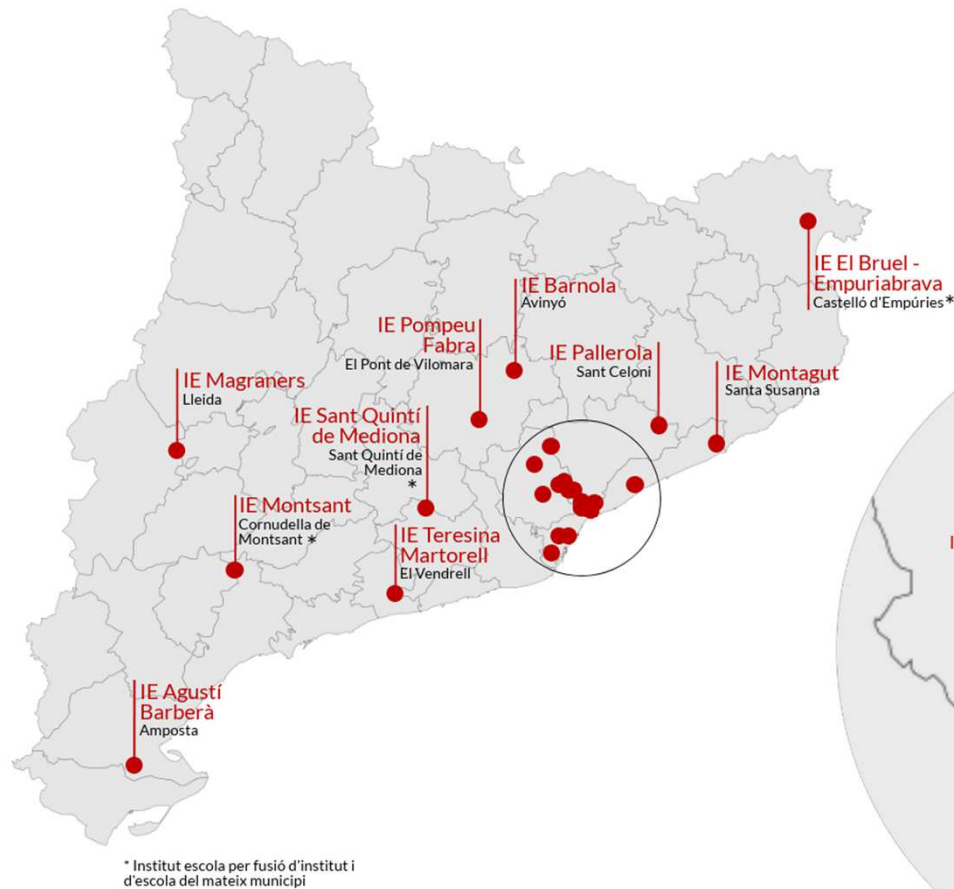 IE El Bruel -
Empuriabrava
Castelló d'Empúries *
IE Barnola
Avinyó
IE Pompeu
Fabra
El Pont de Vilomara
IE Pallerola
Sant Celoni
IE Montagut
Santa Susanna
IE Magraners
Lleida
IE Sant Quintí
de Mediona
Sant Quintí de
Mediona
*
IE Montsant
Cornudella de
Montsant *
IE Teresina
Martorell
El Vendrell
IE Agustí
Barberà
Amposta
* Institut escola per fusió d'institut i
d'escola del mateix municipi